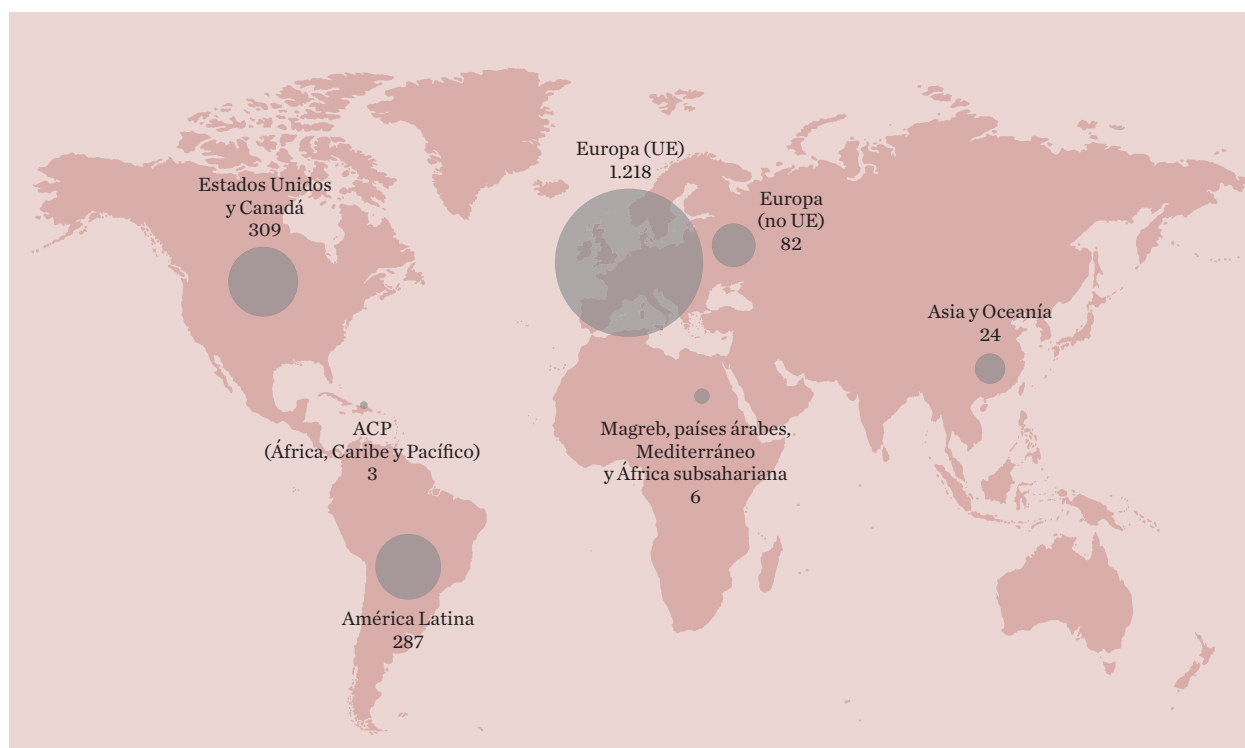 Europa (UE)
1.218
Estados Unidos
y Canadá
309
Europa
(no UE)
82
Asia y Oceanía
24
ACP
(África, Caribe y Pacífico)
3
Magreb, países árabes,
Mediterráneo
y África subsahariana
6
América Latina
287